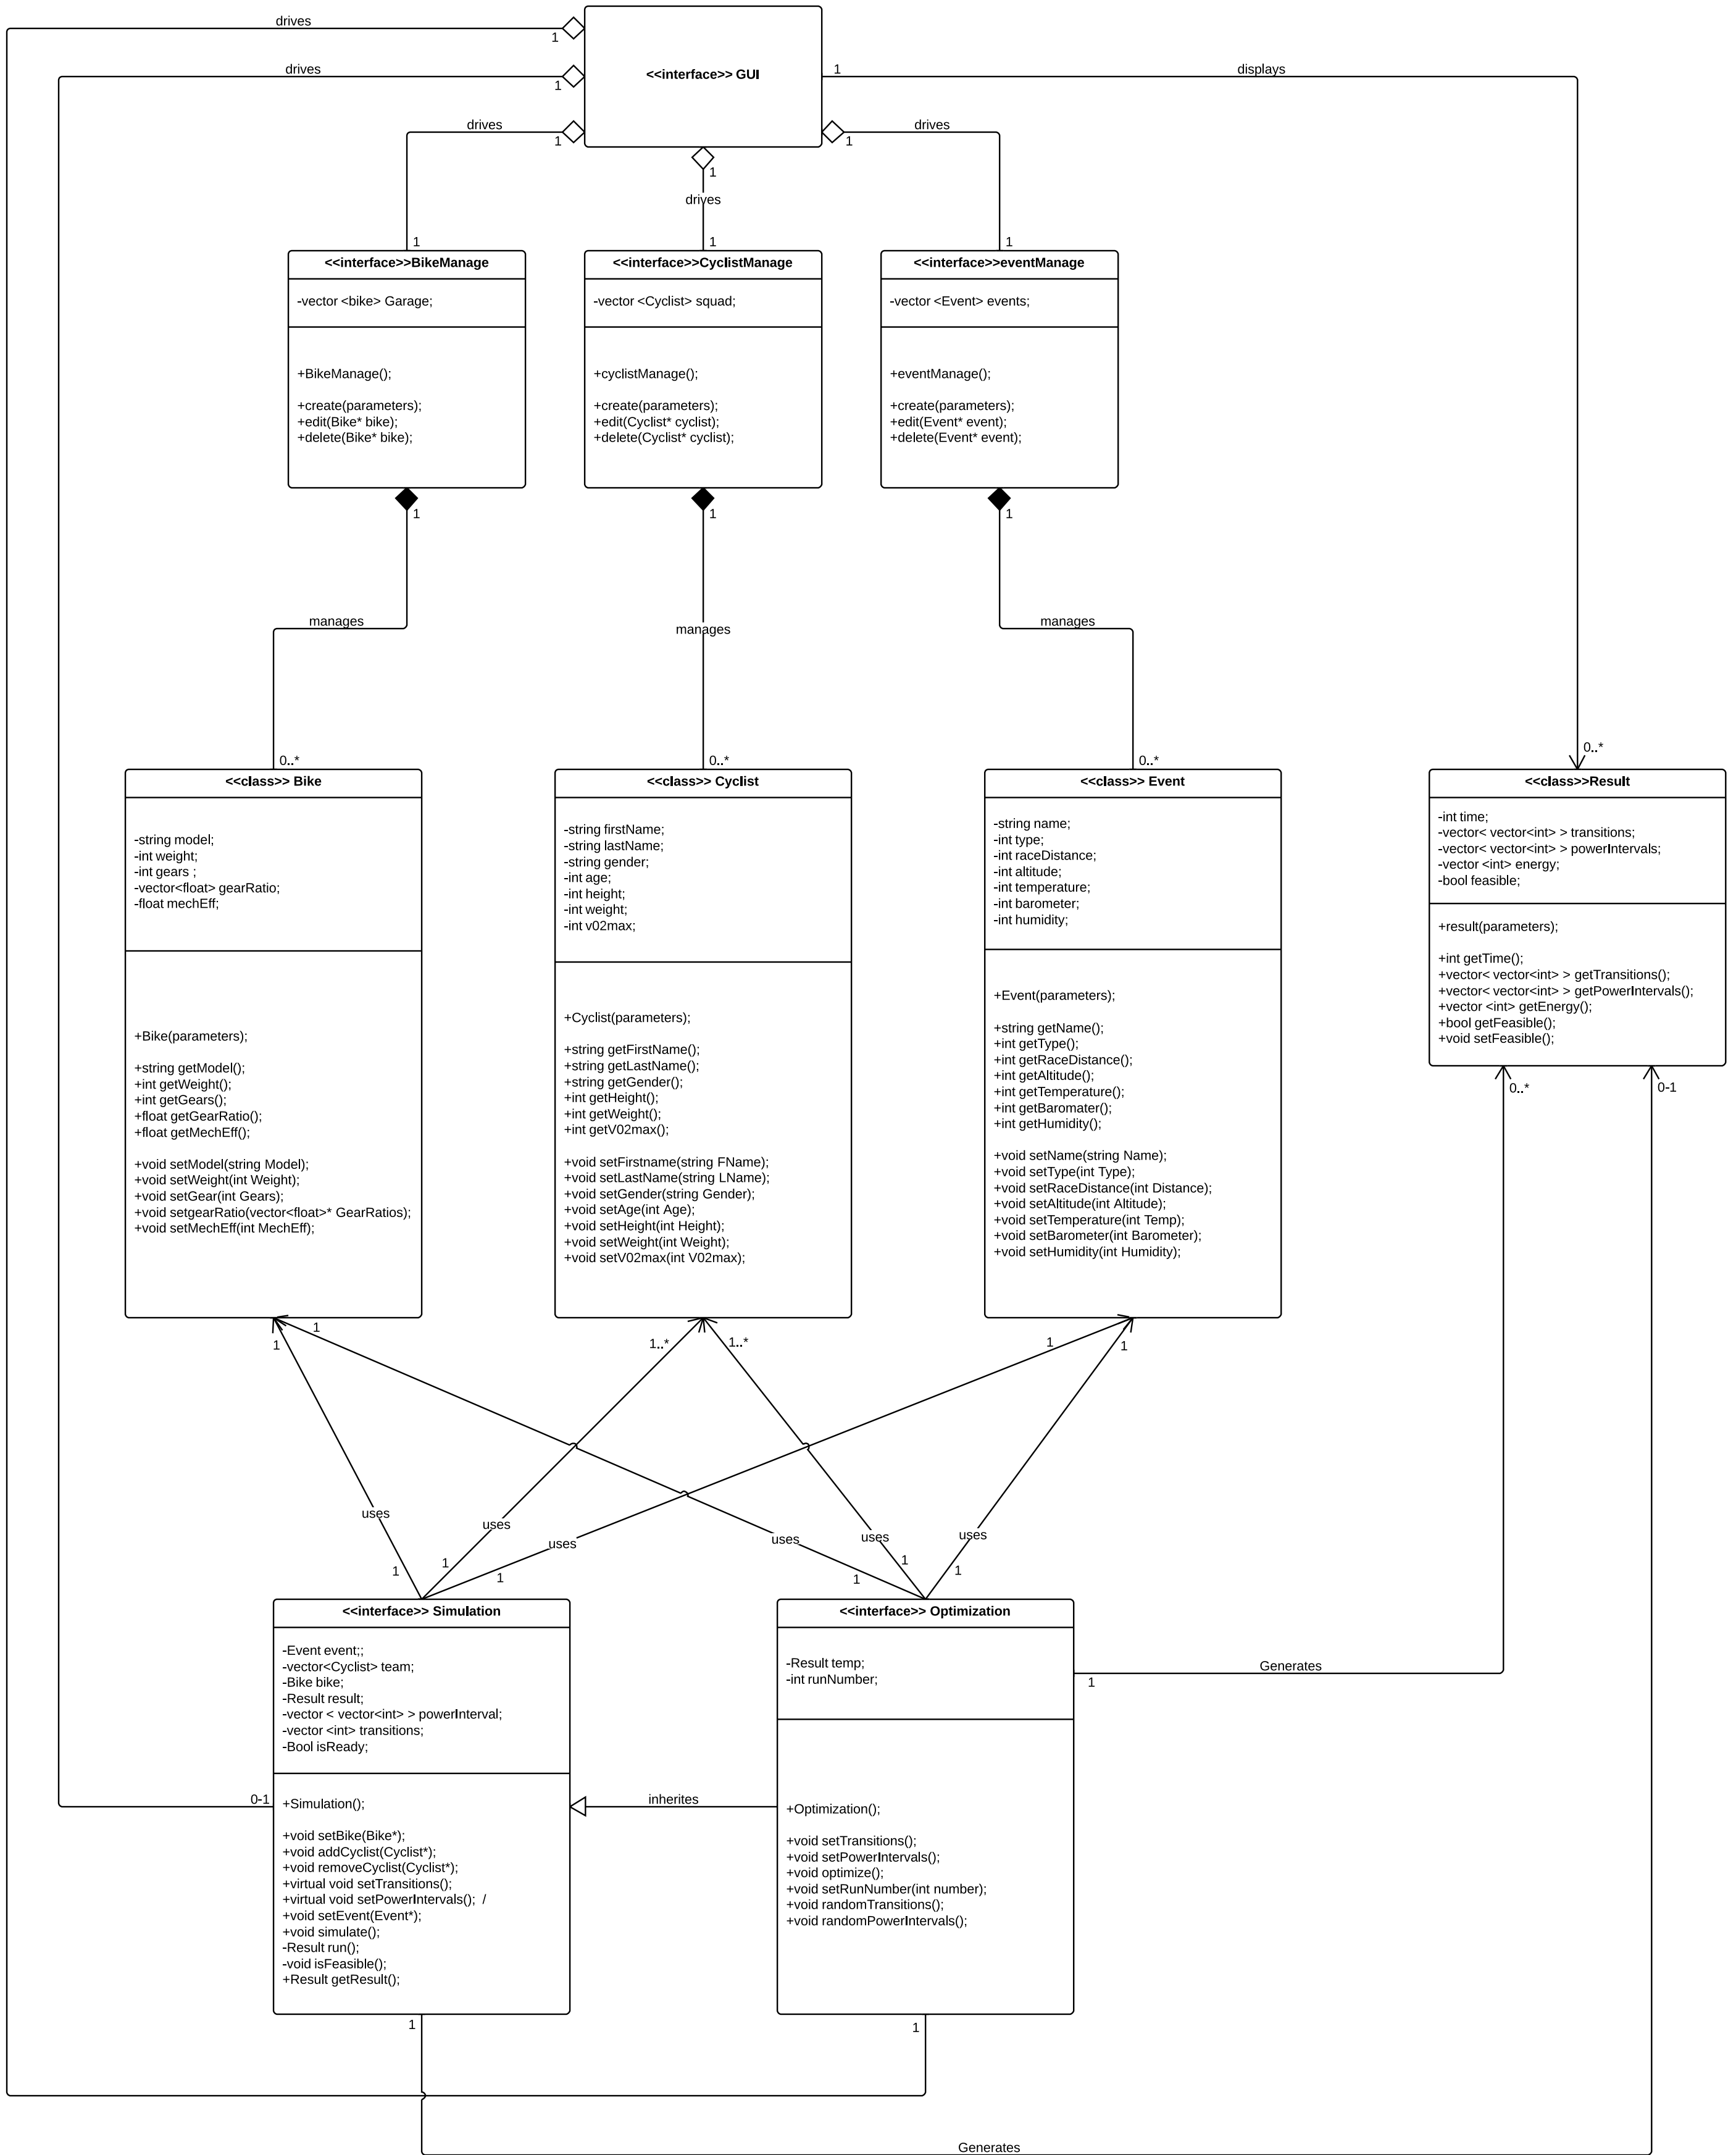 drives
1
drives
1
<<interface>> GUI
1
displays
drives
1
drives
1
1
drives
1
1
1
<<interface>>BikeManage
-vector <bike> Garage;
+BikeManage();
+create(parameters);
+edit(Bike* bike);
+delete(Bike* bike);
1
<<interface>>CyclistManage
-vector <Cyclist> squad;
+cyclistManage();
+create(parameters);
+edit(Cyclist* cyclist);
+delete(Cyclist* cyclist);
1
<<interface>>eventManage
-vector <Event> events;
+eventManage();
+create(parameters);
+edit(Event* event);
+delete(Event* event);
1
manages
manages
manages
0..*
0..*
0..*
0..*
<<class>> Bike
-string model;
-int weight;
-int gears ;
-vector<float> gearRatio;
-float mechEff;
+Bike(parameters);
+string getModel();
+int getWeight();
+int getGears();
+float getGearRatio();
+float getMechEff();
+void setModel(string Model);
+void setWeight(int Weight);
+void setGear(int Gears);
+void setgearRatio(vector<float>* GearRatios);
+void setMechEff(int MechEff);
<<class>> Cyclist
-string firstName;
-string lastName;
-string gender;
-int age;
-int height;
-int weight;
-int v02max;
+Cyclist(parameters);
+string getFirstName();
+string getLastName();
+string getGender();
+int getHeight();
+int getWeight();
+int getV02max();
+void setFirstname(string FName);
+void setLastName(string LName);
+void setGender(string Gender);
+void setAge(int Age);
+void setHeight(int Height);
+void setWeight(int Weight);
+void setV02max(int V02max);
<<class>> Event
-string name;
-int type;
-int raceDistance;
-int altitude;
-int temperature;
-int barometer;
-int humidity;
+Event(parameters);
+string getName();
+int getType();
+int getRaceDistance();
+int getAltitude();
+int getTemperature();
+int getBaromater();
+int getHumidity();
+void setName(string Name);
+void setType(int Type);
+void setRaceDistance(int Distance);
+void setAltitude(int Altitude);
+void setTemperature(int Temp);
+void setBarometer(int Barometer);
+void setHumidity(int Humidity);
<<class>>Result
-int time;
-vector< vector<int> > transitions;
-vector< vector<int> > powerIntervals;
-vector <int> energy;
-bool feasible;
+result(parameters);
+int getTime();
+vector< vector<int> > getTransitions();
+vector< vector<int> > getPowerIntervals();
+vector <int> getEnergy();
+bool getFeasible();
+void setFeasible();
0..*
0-1
1
1
1..*
1..*
1
1
uses
uses
uses
uses
uses
uses
1
1
1
1
1
1
<<interface>> Simulation
-Event event;;
-vector<Cyclist> team;
-Bike bike;
-Result result;
-vector < vector<int> > powerInterval;
-vector <int> transitions;
-Bool isReady;
+Simulation();
+void setBike(Bike*);
+void addCyclist(Cyclist*);
+void removeCyclist(Cyclist*);
+virtual void setTransitions();
+virtual void setPowerIntervals();  /
+void setEvent(Event*);
+void simulate();
-Result run();
-void isFeasible();
+Result getResult();
0-1
inherites
<<interface>> Optimization
-Result temp;
-int runNumber;
+Optimization();
+void setTransitions();
+void setPowerIntervals();
+void optimize();
+void setRunNumber(int number);
+void randomTransitions();
+void randomPowerIntervals();
Generates
1
1
1
Generates